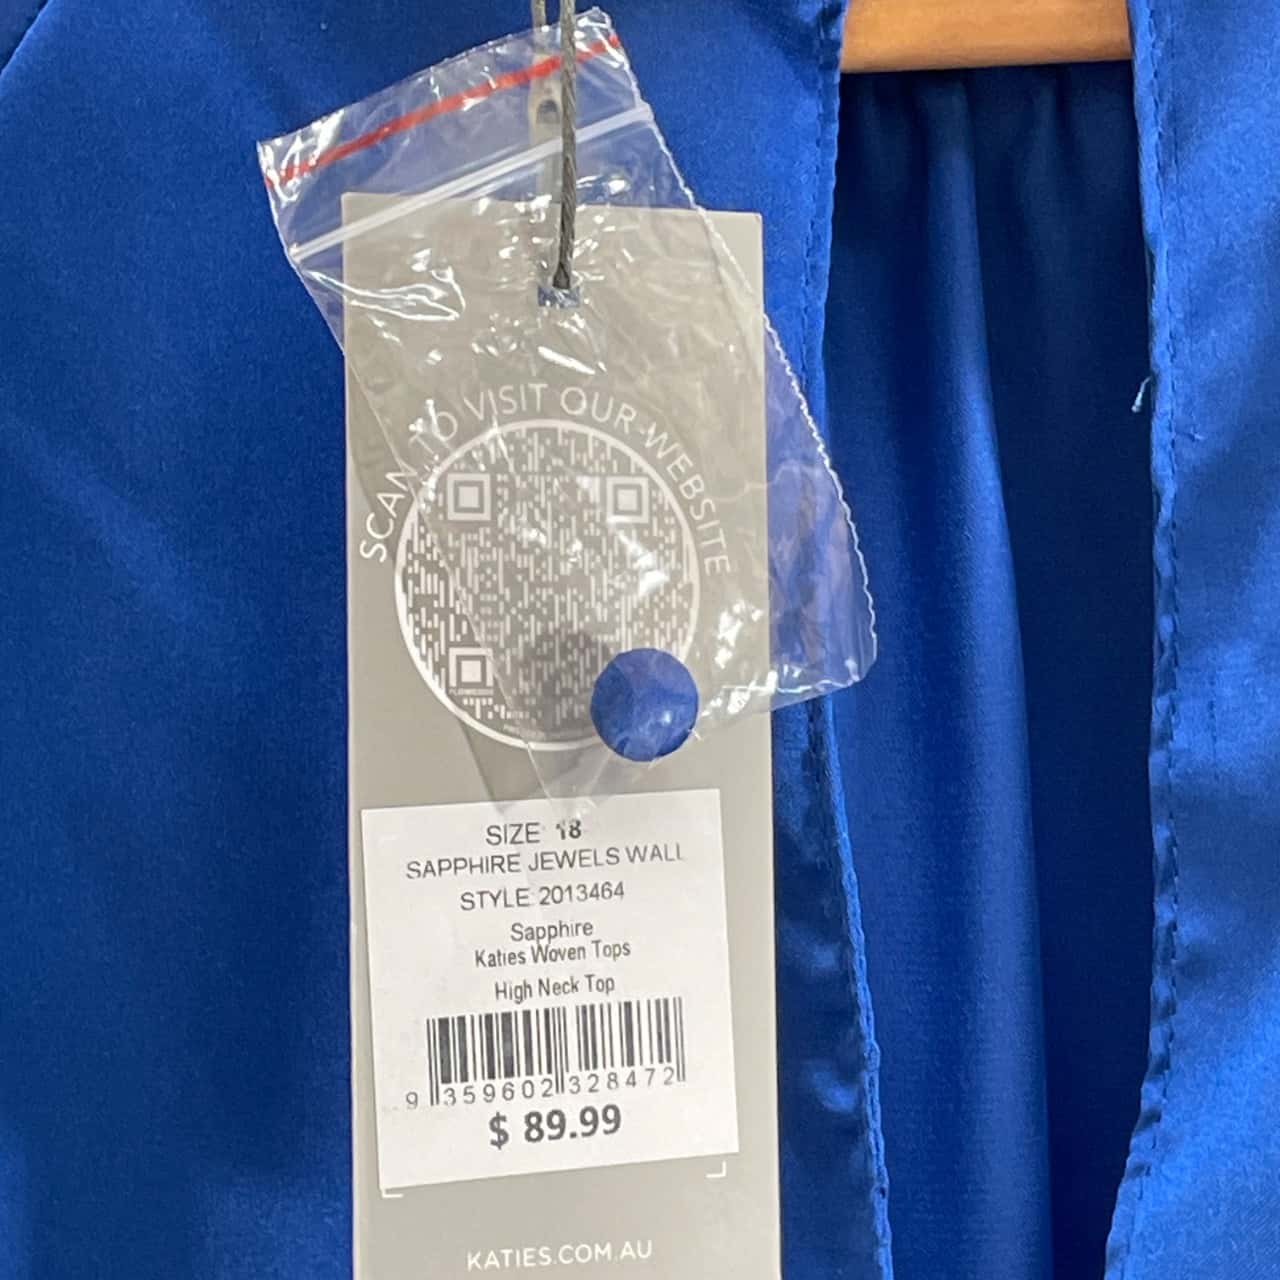 SCAN TO VISIT OUR WEBSITE
SIZE 18
SAPPHIRE JEWELS WALL
STYLE 2013464
Sapphire
Katies Woven Tops
High Neck Top
9 359602 328472
$ 89.99
KATIES.COM.AU